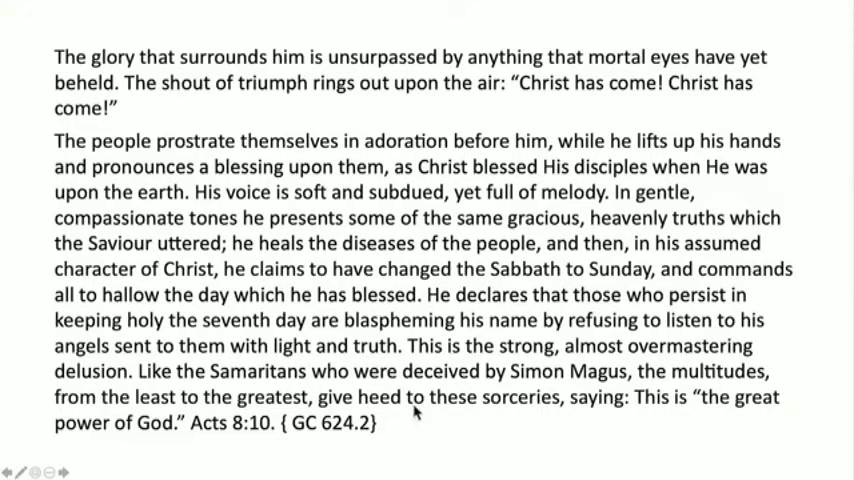 The glory that surrounds him is unsurpassed by anything that mortal eyes have yet
beheld. The shout of triumph rings out upon the air: “Christ has come! Christ has
come!”
The people prostrate themselves in adoration before him, while he lifts up his hands
and pronounces a blessing upon them, as Christ blessed His disciples when He was
upon the earth. His voice is soft and subdued, yet full of melody. In gentle,
compassionate tones he presents some of the same gracious, heavenly truths which
the Saviour uttered; he heals the diseases of the people, and then, in his assumed
character of Christ, he claims to have changed the Sabbath to Sunday, and commands
all to hallow the day which he has blessed. He declares that those who persist in
keeping holy the seventh day are blaspheming his name by refusing to listen to his
angels sent to them with light and truth. This is the strong, almost overmastering
delusion. Like the Samaritans who were deceived by Simon Magus, the multitudes,
from the least to the greatest, give heed to these sorceries, saying: This is “the great
power of God.” Acts 8:10. { GC 624.2}